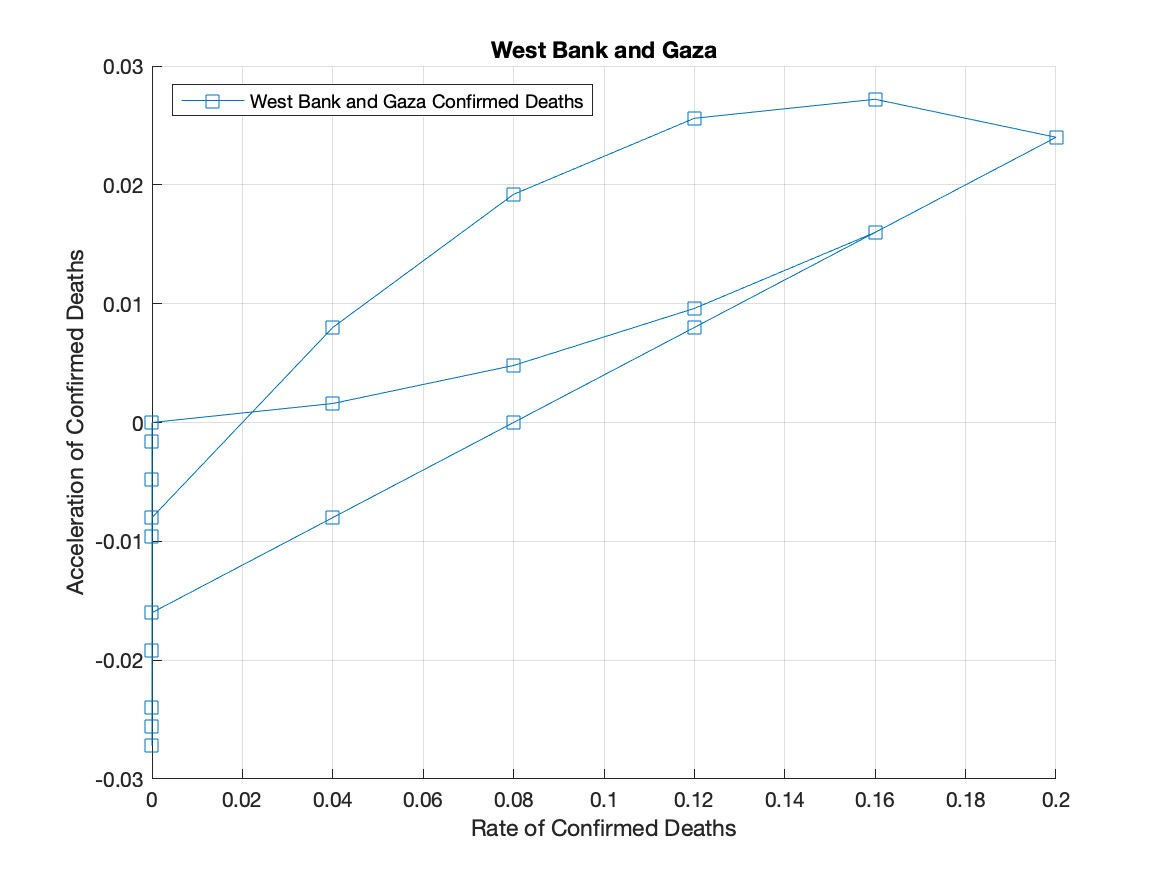 West Bank and Gaza
0.03
West Bank and Gaza Confirmed Deaths
0.02
0.01
0
-0.01
-0.02
-0.03
Acceleration of Confirmed Deaths
0 0.02 0.04 0.06 0.08 0.1 0.12 0.14 0.16 0.18 0.2
Rate of Confirmed Deaths